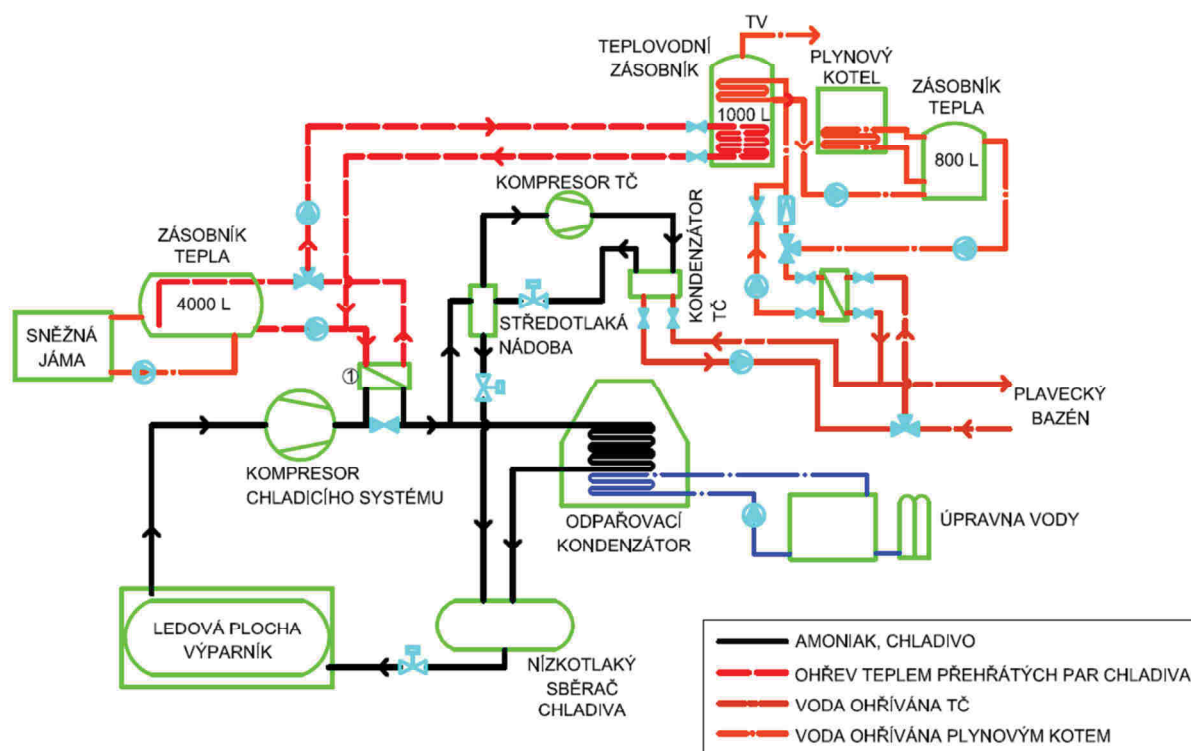 TV
TEPLOVODNÍ
ZÁSOBNÍK
1000 L
PLYNOVÝ
KOTEL
ZÁSOBNÍK
TEPLA
800 L
KOMPRESOR TČ
ZÁSOBNÍK
TEPLA
4000 L
SNĚŽNÁ
JÁMA
①
STŘEDOTLAKÁ
NÁDOBA
KONDENZÁTOR
TČ
PLAVECKÝ
BAZÉN
KOMPRESOR
CHLADICÍHO SYSTÉMU
ODPAŘOVACÍ
KONDENZÁTOR
ÚPRAVNA VODY
LEDOVÁ PLOCHA
VÝPARNÍK
NÍZKOTLAKÝ
SBĚRAČ
CHLADIVA
AMONIAK, CHLADIVO
OHŘEV TEPLEM PŘEHŘÁTÝCH PAR CHLADIVA
VODA OHŘÍVÁNA TČ
VODA OHŘÍVÁNA PLYNOVÝM KOTEM